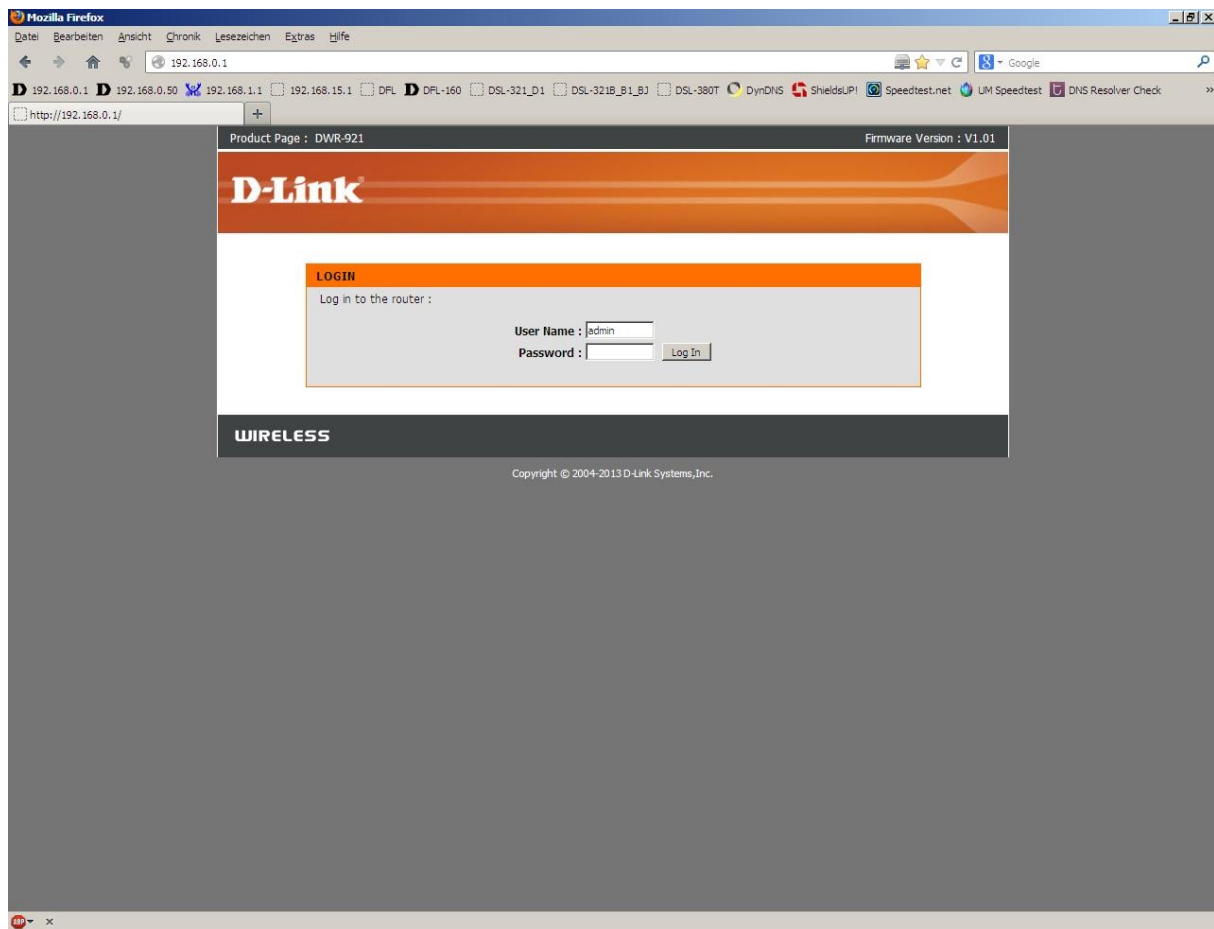 Mozilla Firefox
Datei Bearbeiten Ansicht Chronik Lesezeichen Extras Hilfe
192.168.0.1
Google
192.168.0.1 192.168.0.50 192.168.1.1 192.168.15.1 DFL DFL-160 DSL-321_D1 DSL-321B_B1_BJ DSL-380T DynDNS ShieldsUP! Speedtest.net UM Speedtest DNS Resolver Check »
http://192.168.0.1/
Product Page : DWR-921 Firmware Version : V1.01
D-Link
LOGIN
Log in to the router :
User Name : admin
Password : Log In
WIRELESS
Copyright © 2004-2013 D-Link Systems,Inc.
ABP